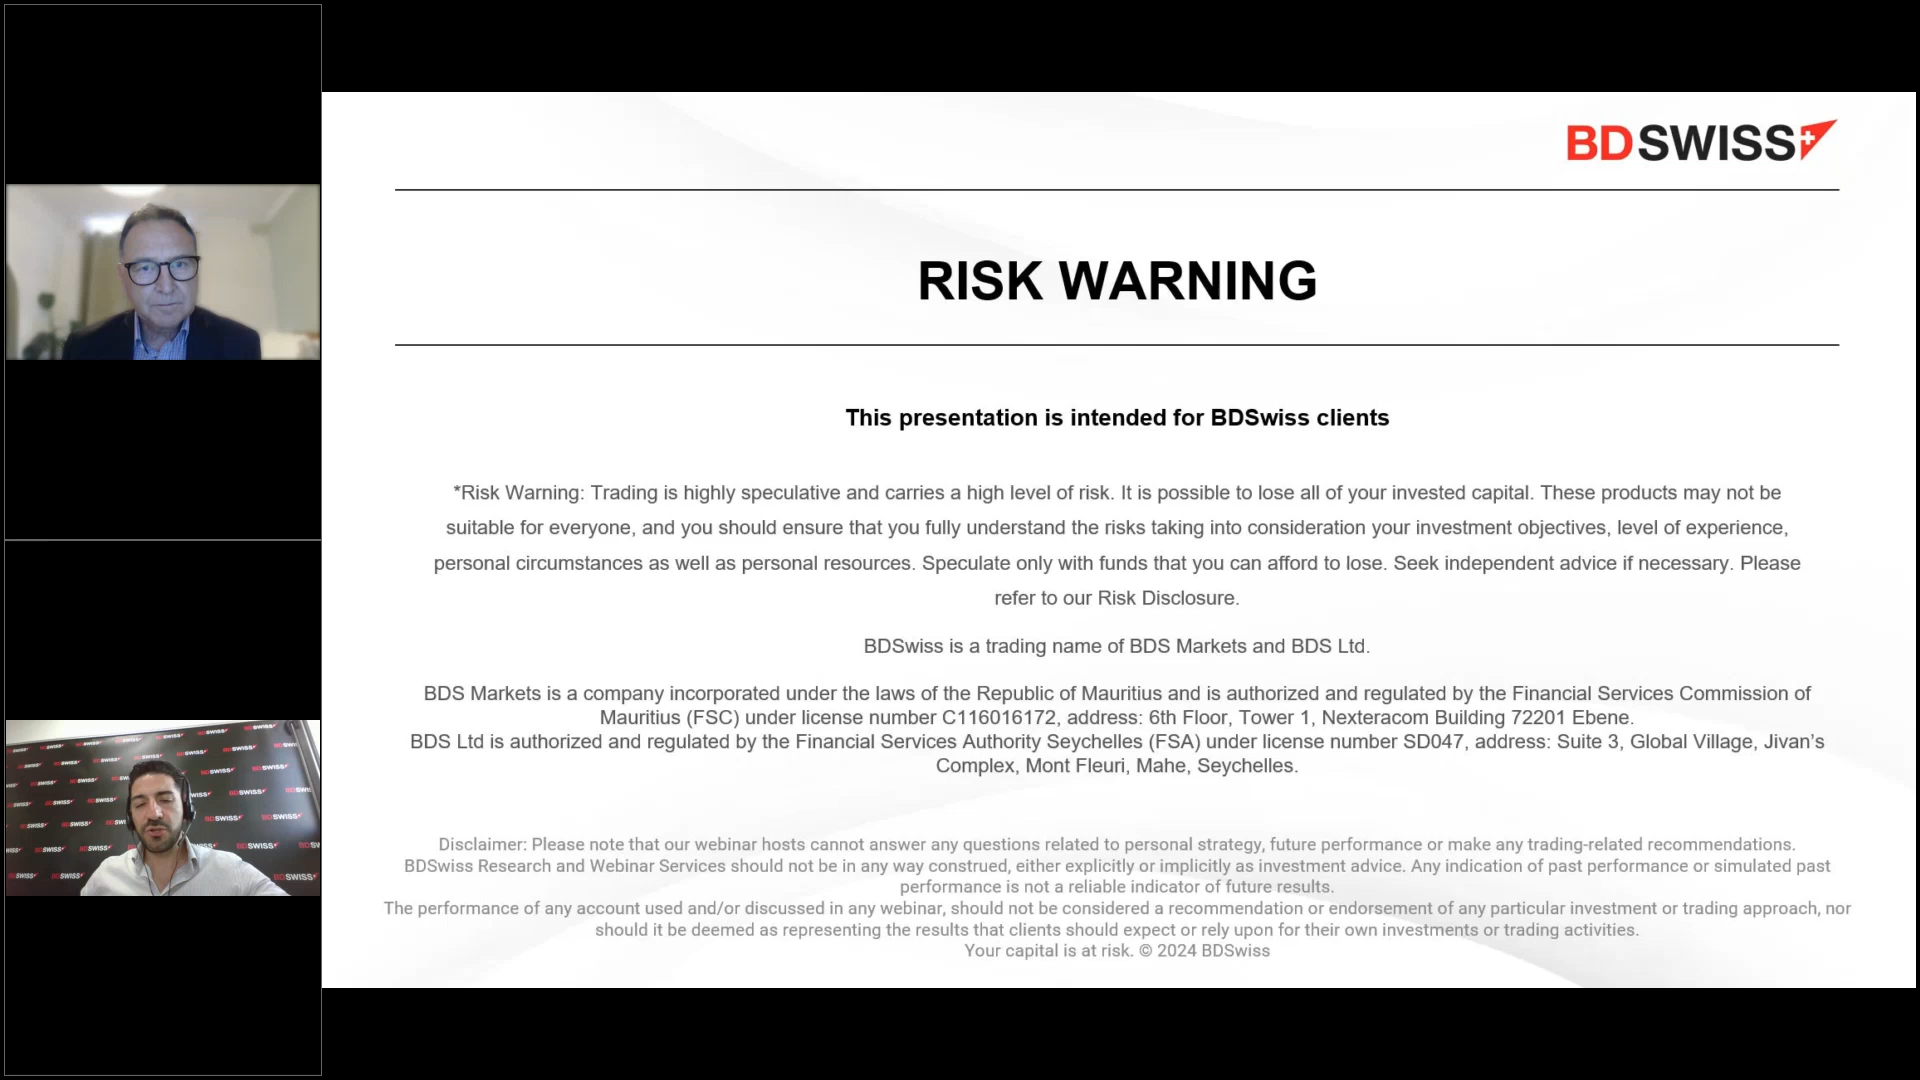 BDSWISS
RISK WARNING
This presentation is intended for BDSwiss clients
*Risk Warning: Trading is highly speculative and carries a high level of risk. It is possible to lose all of your invested capital. These products may not be
suitable for everyone, and you should ensure that you fully understand the risks taking into consideration your investment objectives, level of experience,
personal circumstances as well as personal resources. Speculate only with funds that you can afford to lose. Seek independent advice if necessary. Please
refer to our Risk Disclosure.
BDSwiss is a trading name of BDS Markets and BDS Ltd.
BDS Markets is a company incorporated under the laws of the Republic of Mauritius and is authorized and regulated by the Financial Services Commission of
Mauritius (FSC) under license number C116016172, address: 6th Floor, Tower 1, Nexteracom Building 72201 Ebene.
BDS Ltd is authorized and regulated by the Financial Services Authority Seychelles (FSA) under license number SD047, address: Suite 3, Global Village, Jivan’s
Complex, Mont Fleuri, Mahe, Seychelles.
Disclaimer: Please note that our webinar hosts cannot answer any questions related to personal strategy, future performance or make any trading-related recommendations.
BDSwiss Research and Webinar Services should not be in any way construed, either explicitly or implicitly as investment advice. Any indication of past performance or simulated past
performance is not a reliable indicator of future results.
The performance of any account used and/or discussed in any webinar, should not be considered a recommendation or endorsement of any particular investment or trading approach, nor
should it be deemed as representing the results that clients should expect or rely upon for their own investments or trading activities.
Your capital is at risk. © 2024 BDSwiss